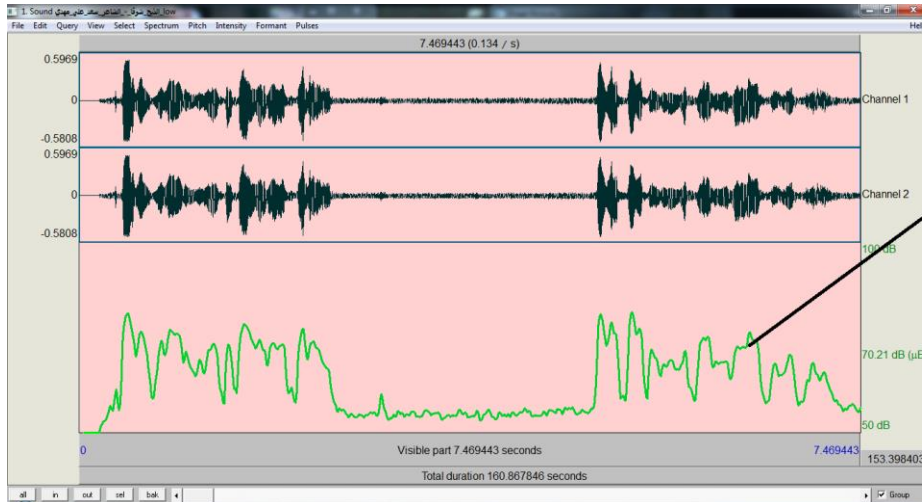 1. Sound الشيخ_شوقا_-_الشاعر_سعد_علي_مهدي_low
File Edit Query View Select Spectrum Pitch Intensity Formant Pulses Hel
7.469443 (0.134 / s)
0.5969
0
-0.5808
Channel 1
0.5969
0
-0.5808
Channel 2
100 dB
70.21 dB (µE
50 dB
0 Visible part 7.469443 seconds 7.469443
153.398403
Total duration 160.867846 seconds
all in out sel bak Group